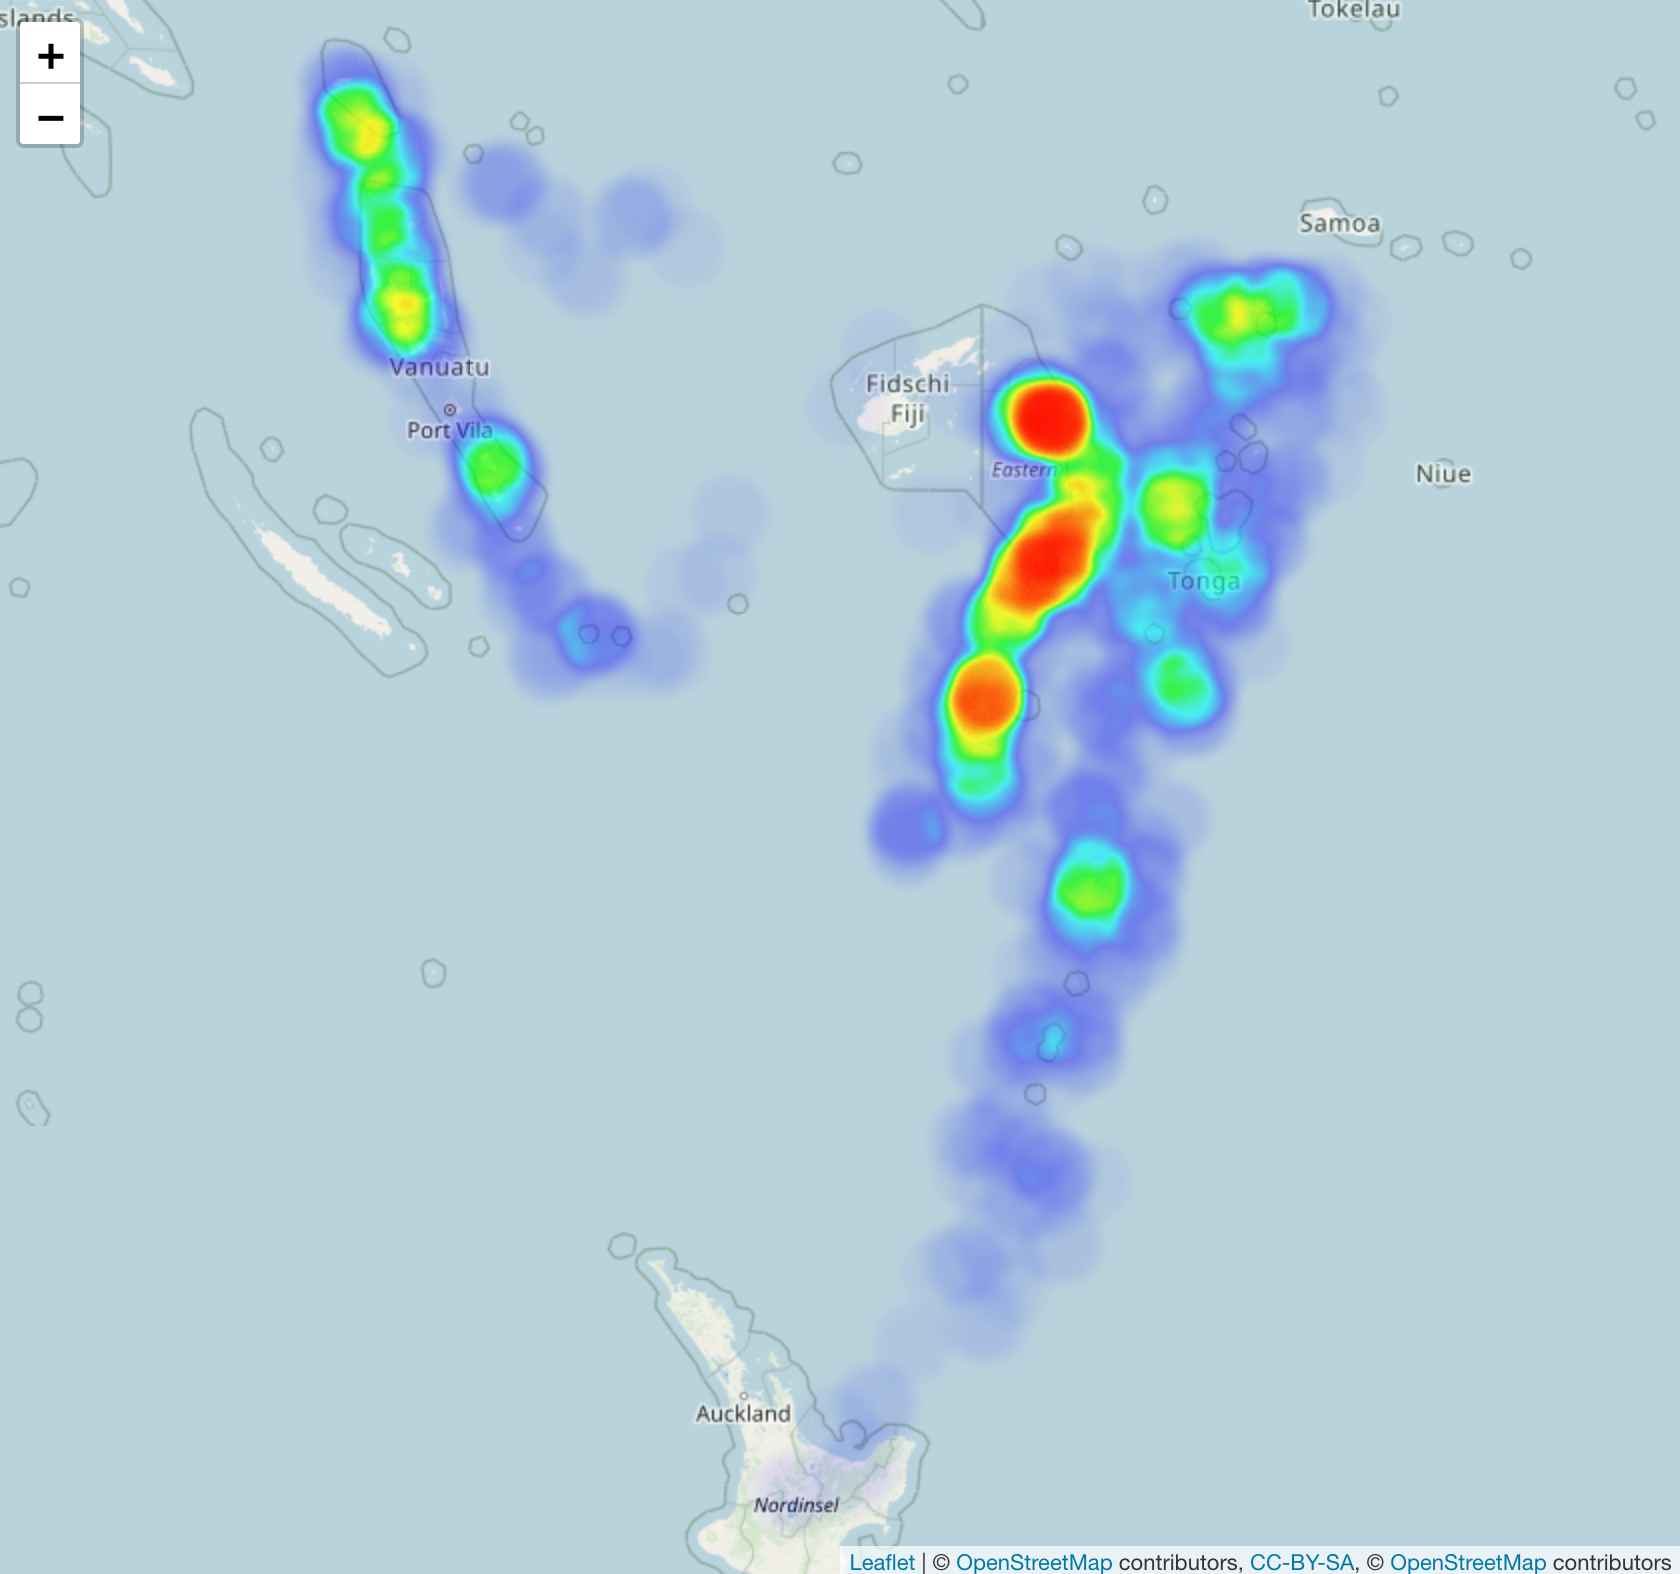 slands
Tokelau
+
−
Samoa
Vanuatu
Fidschi
Fiji
Port Vila
Eastern
Niue
Tonga
Auckland
Nordinsel
Leaflet | © OpenStreetMap contributors, CC-BY-SA, © OpenStreetMap contributors